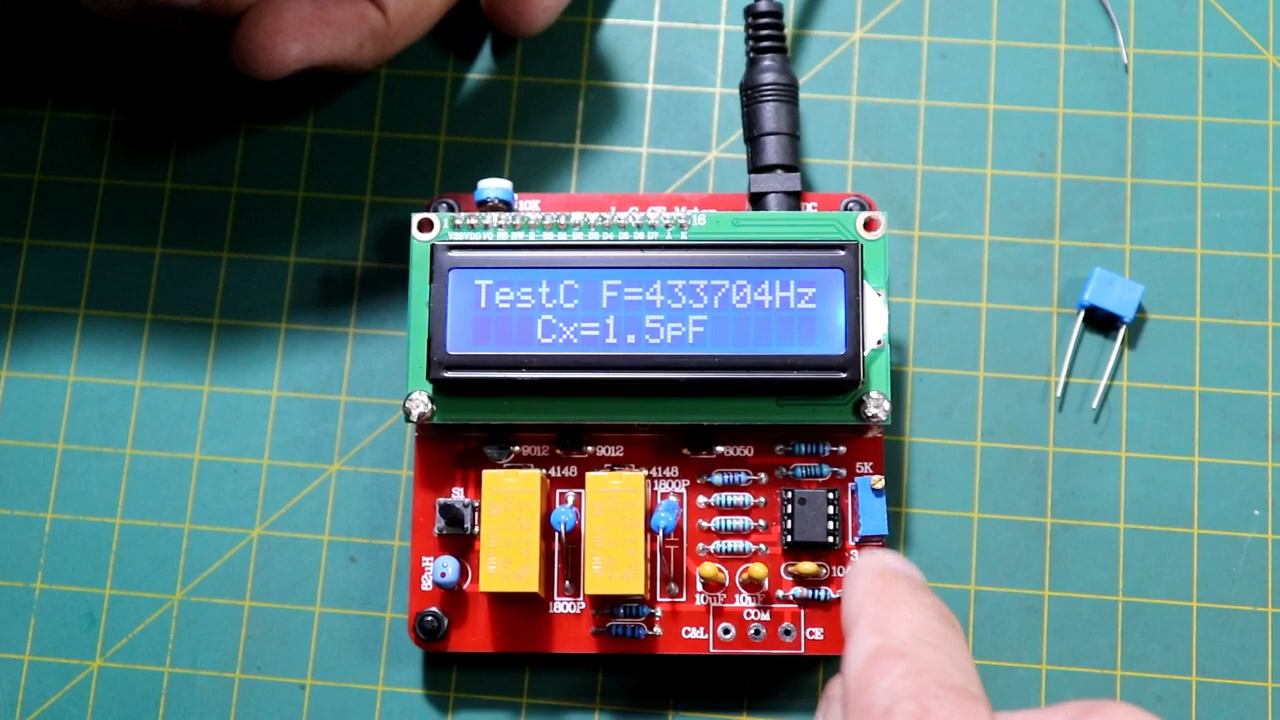 10K
DC
1
16
TestC F=433704Hz
Cx=1.5pF
9012
9012
8050
4148
4148
1800P
5K
S1
82uH
1800P
10uF
10uF
COM
C&L
CE